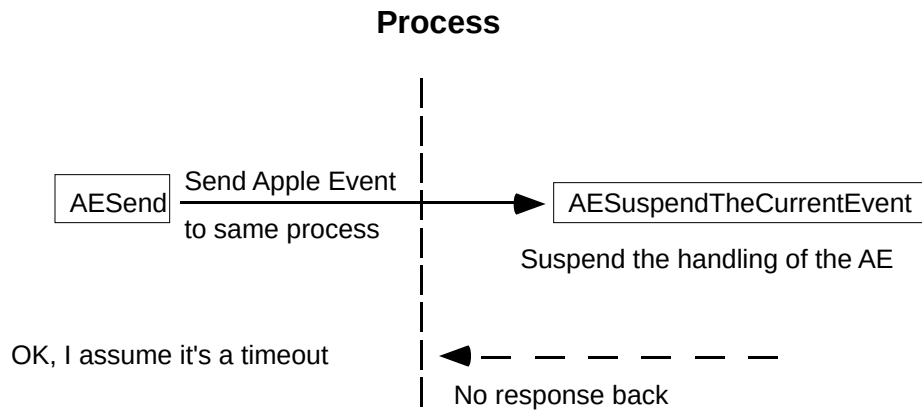 Process
AESend
Send Apple Event
to same process
AESuspendTheCurrentEvent
Suspend the handling of the AE
OK, I assume it's a timeout
No response back